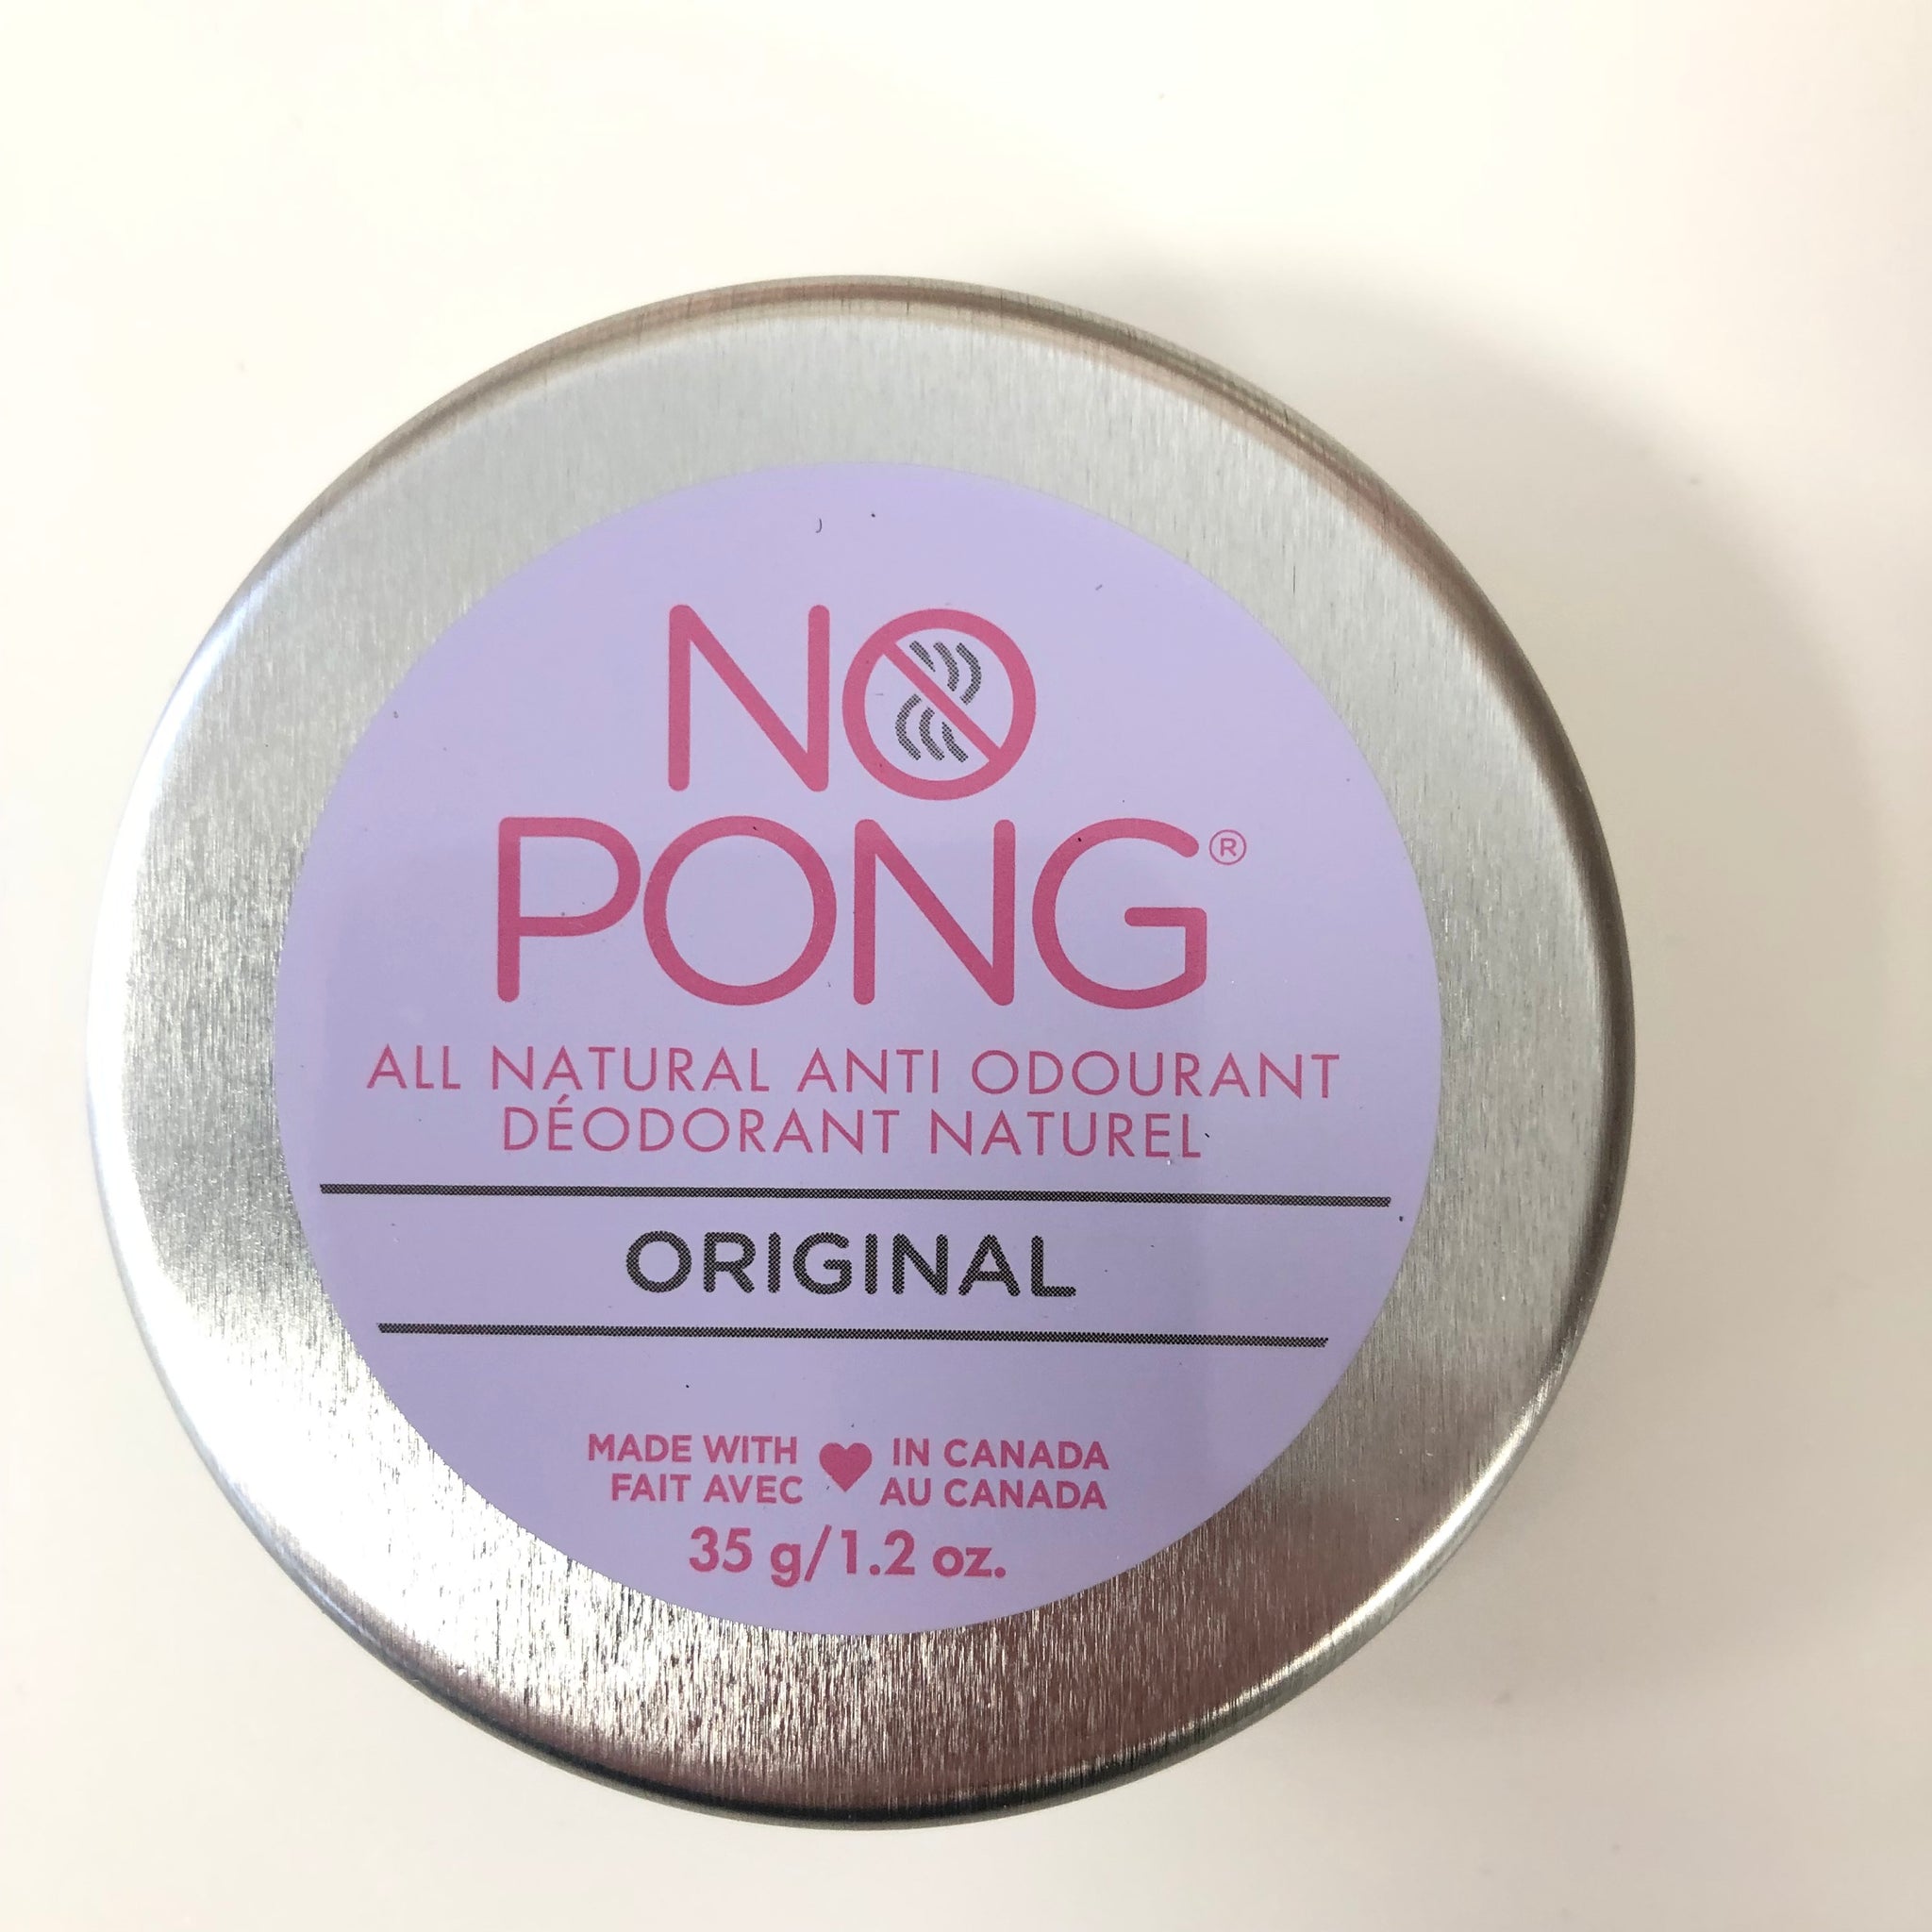 NO
PONG®
ALL NATURAL ANTI ODOURANT
DÉODORANT NATUREL
ORIGINAL
MADE WITH ♥ IN CANADA
FAIT AVEC AU CANADA
35 g/1.2 oz.